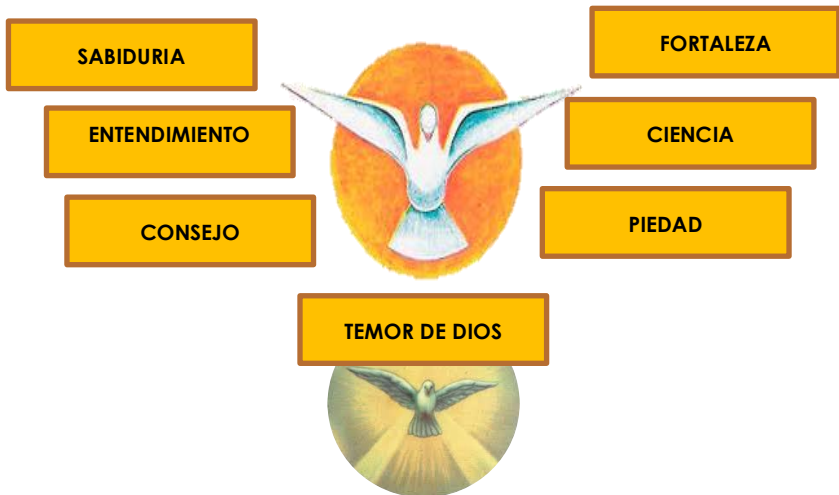 SABIDURIA
ENTENDIMIENTO
CONSEJO
FORTALEZA
CIENCIA
PIEDAD
TEMOR DE DIOS